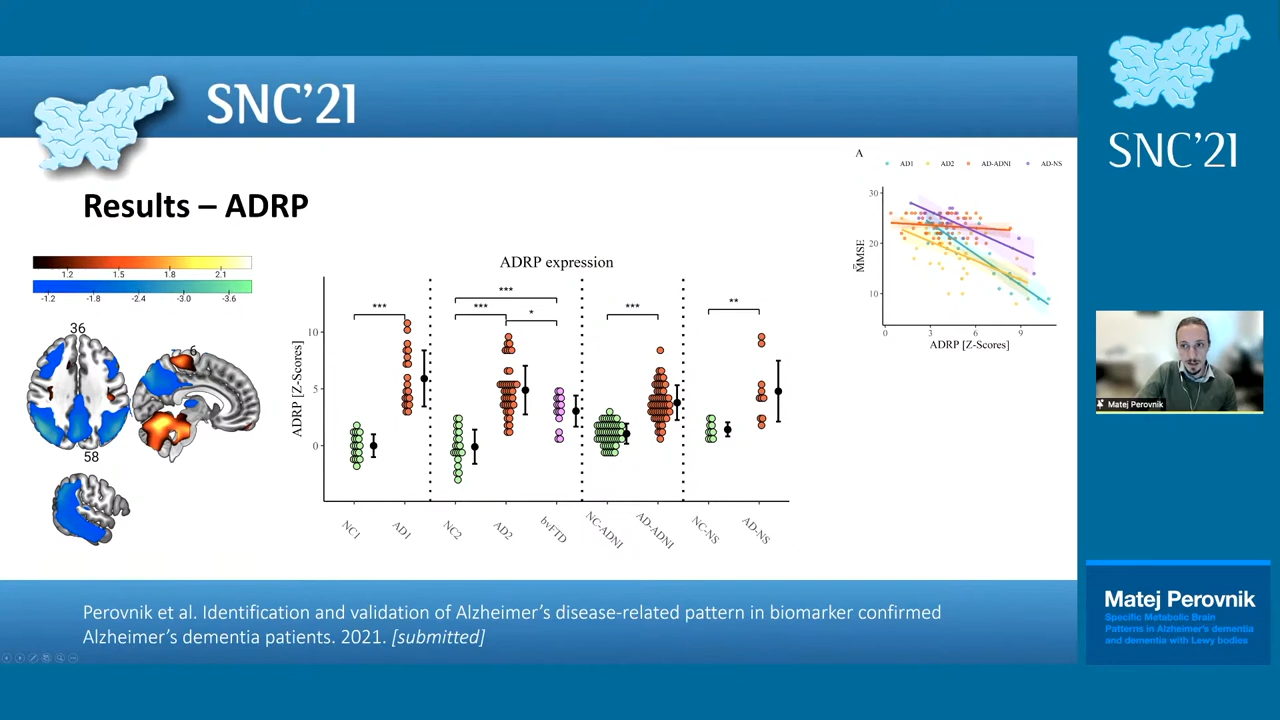 SNC'21
Results – ADRP
1.2 1.5 1.8 2.1
-1.2 -1.8 -2.4 -3.0 -3.6
36
6
58
ADRP expression
*** *** *** * *** **
ADRP [Z-Scores]
10
5
0
NC1 AD1 NC2 AD2 bvFTD NC-ADNI AD-ADNI NC-NS AD-NS
A
AD1 AD2 AD-ADNI AD-NS
MMSE
30
20
10
0 3 6 9
ADRP [Z-Scores]
Perovnik et al. Identification and validation of Alzheimer's disease-related pattern in biomarker confirmed
Alzheimer's dementia patients. 2021. [submitted]
SNC'21
Matej Perovnik
Matej Perovnik
Specific Metabolic Brain
Patterns in Alzheimer's dementia
and dementia with Lewy bodies